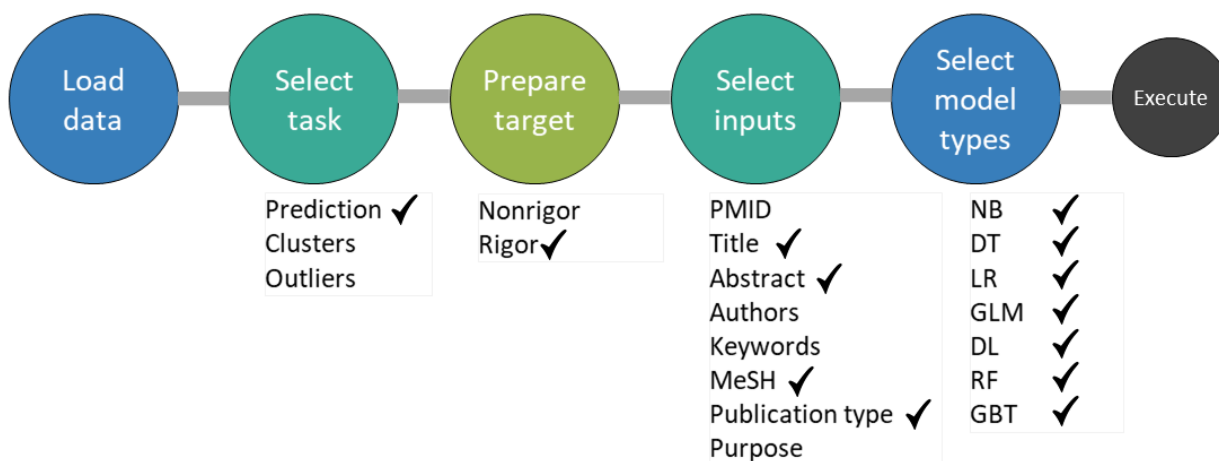 Load
data
Select
task
Prepare
target
Select
inputs
Select
model
types
Execute
Prediction ✓
Clusters
Outliers
Nonrigor
Rigor ✓
PMID
Title ✓
Abstract ✓
Authors
Keywords
MeSH ✓
Publication type ✓
Purpose
NB ✓
DT ✓
LR ✓
GLM ✓
DL ✓
RF ✓
GBT ✓